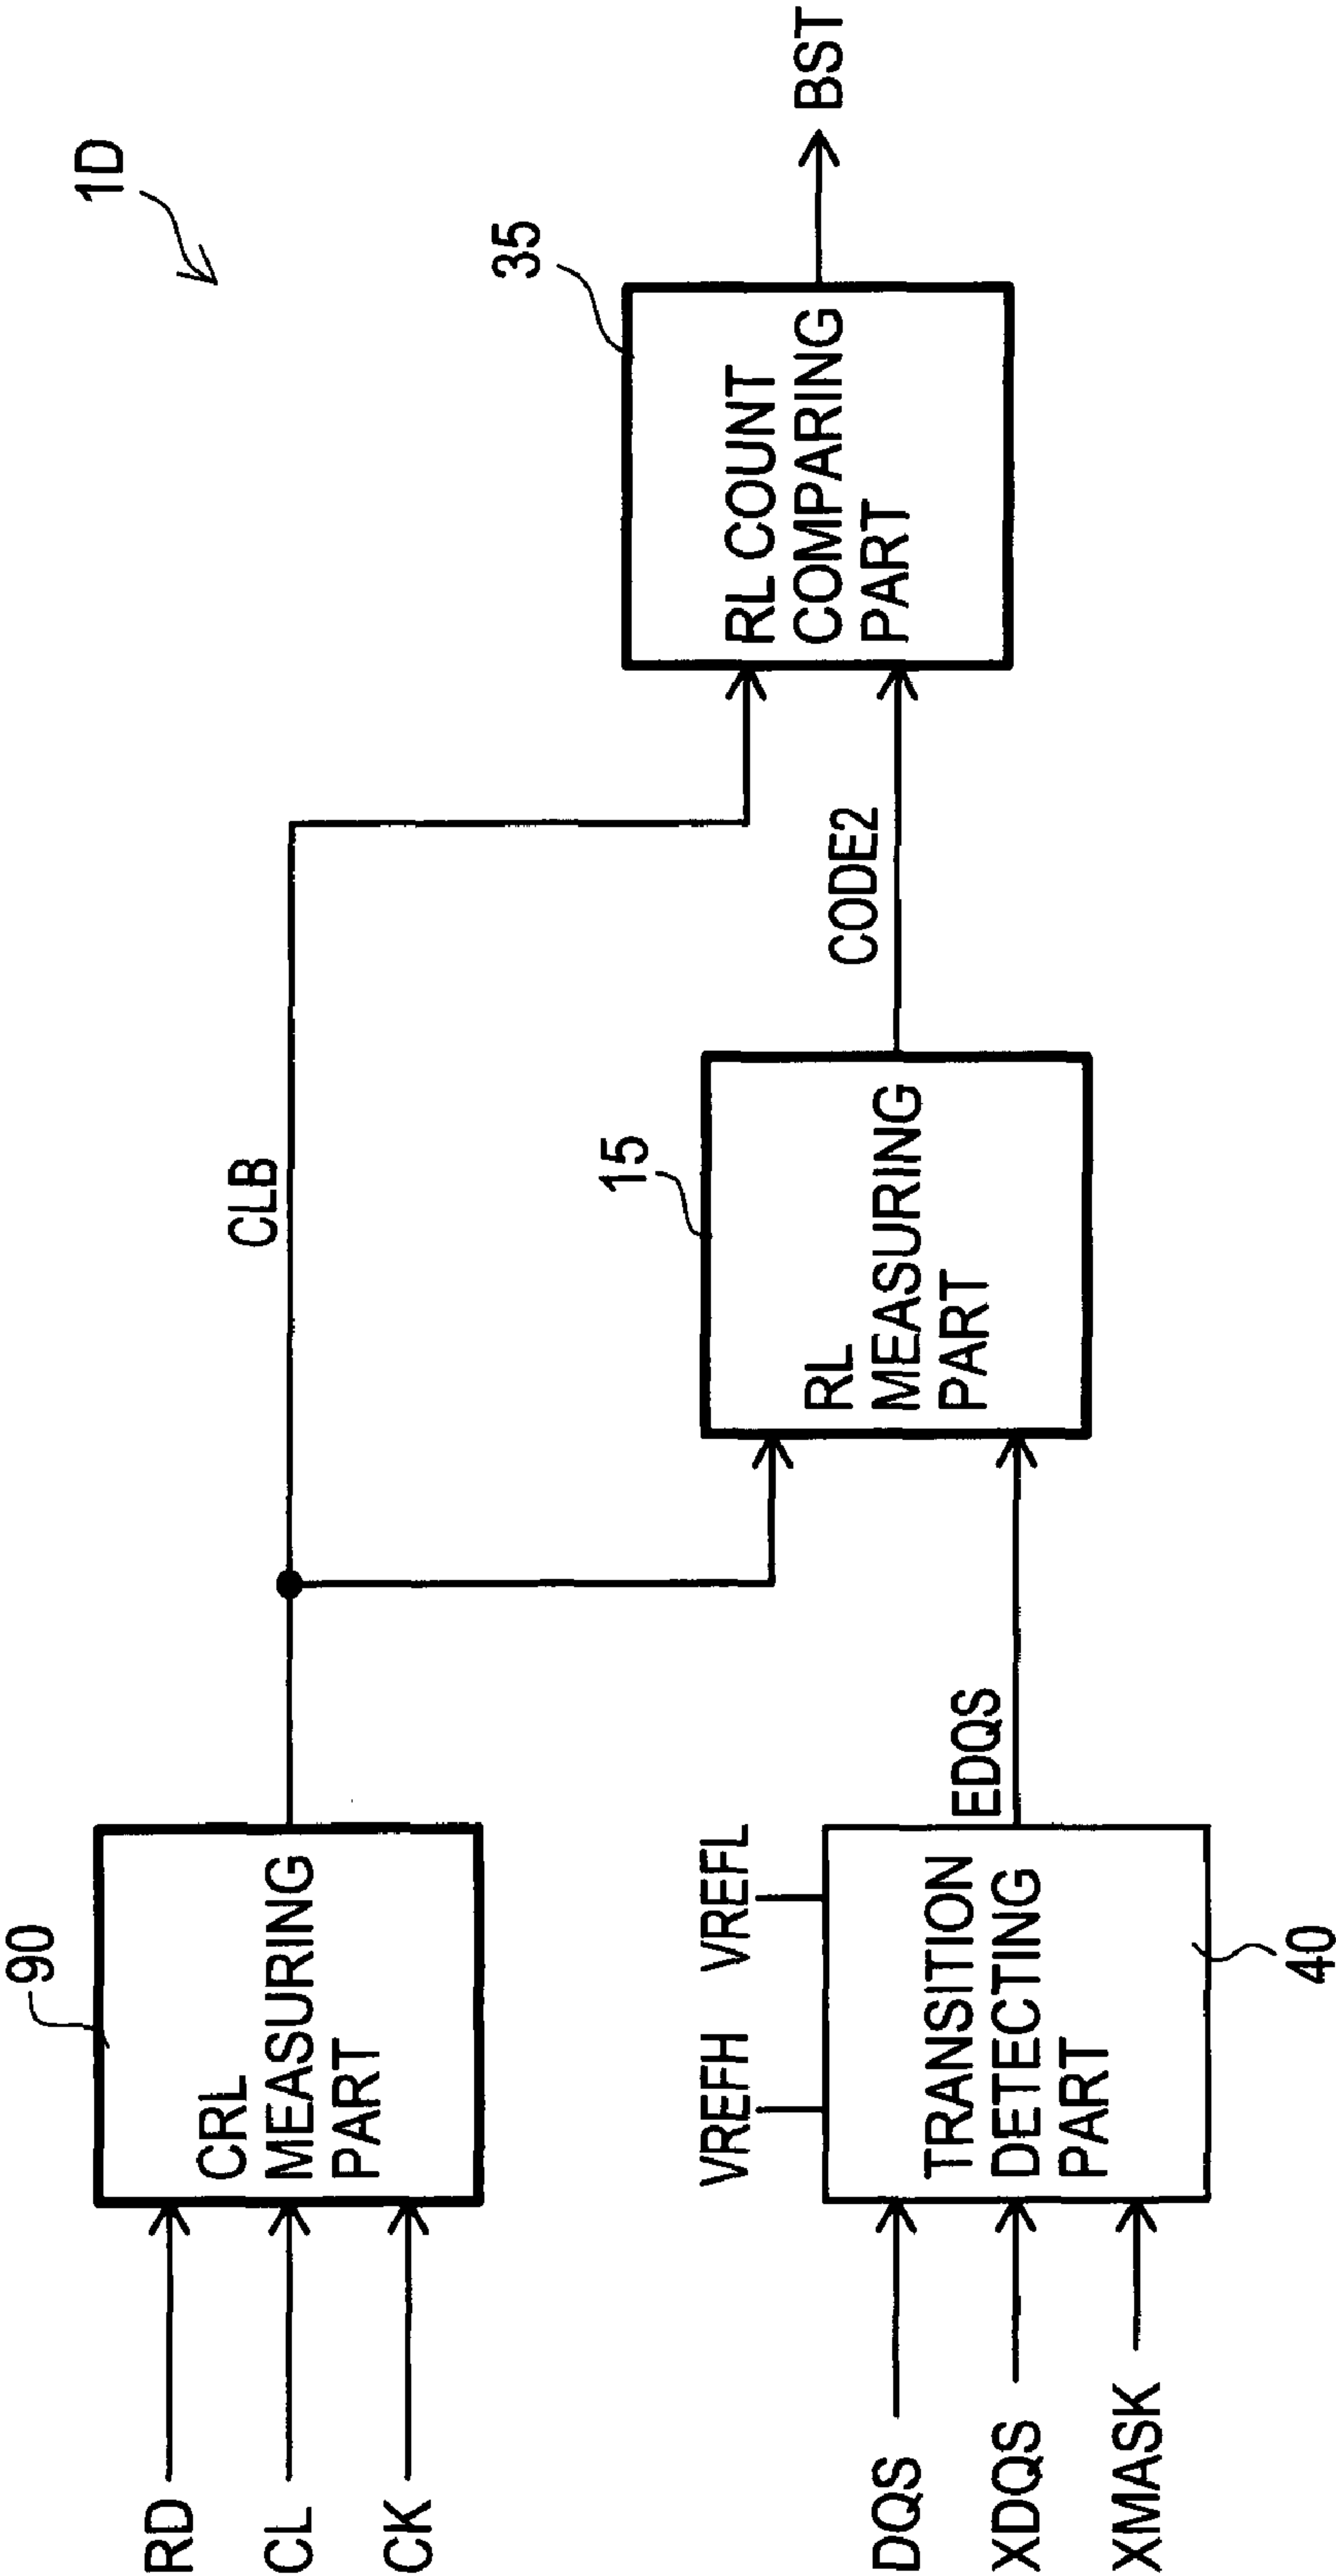 1D
90
CRL
MEASURING
PART
RD
CL
CK
CLB
35
RL COUNT
COMPARING
PART
BST
15
RL
MEASURING
PART
CODE2
VREFH
VREFL
EDQS
TRANSITION
DETECTING
PART
40
DQS
XDQS
XMASK